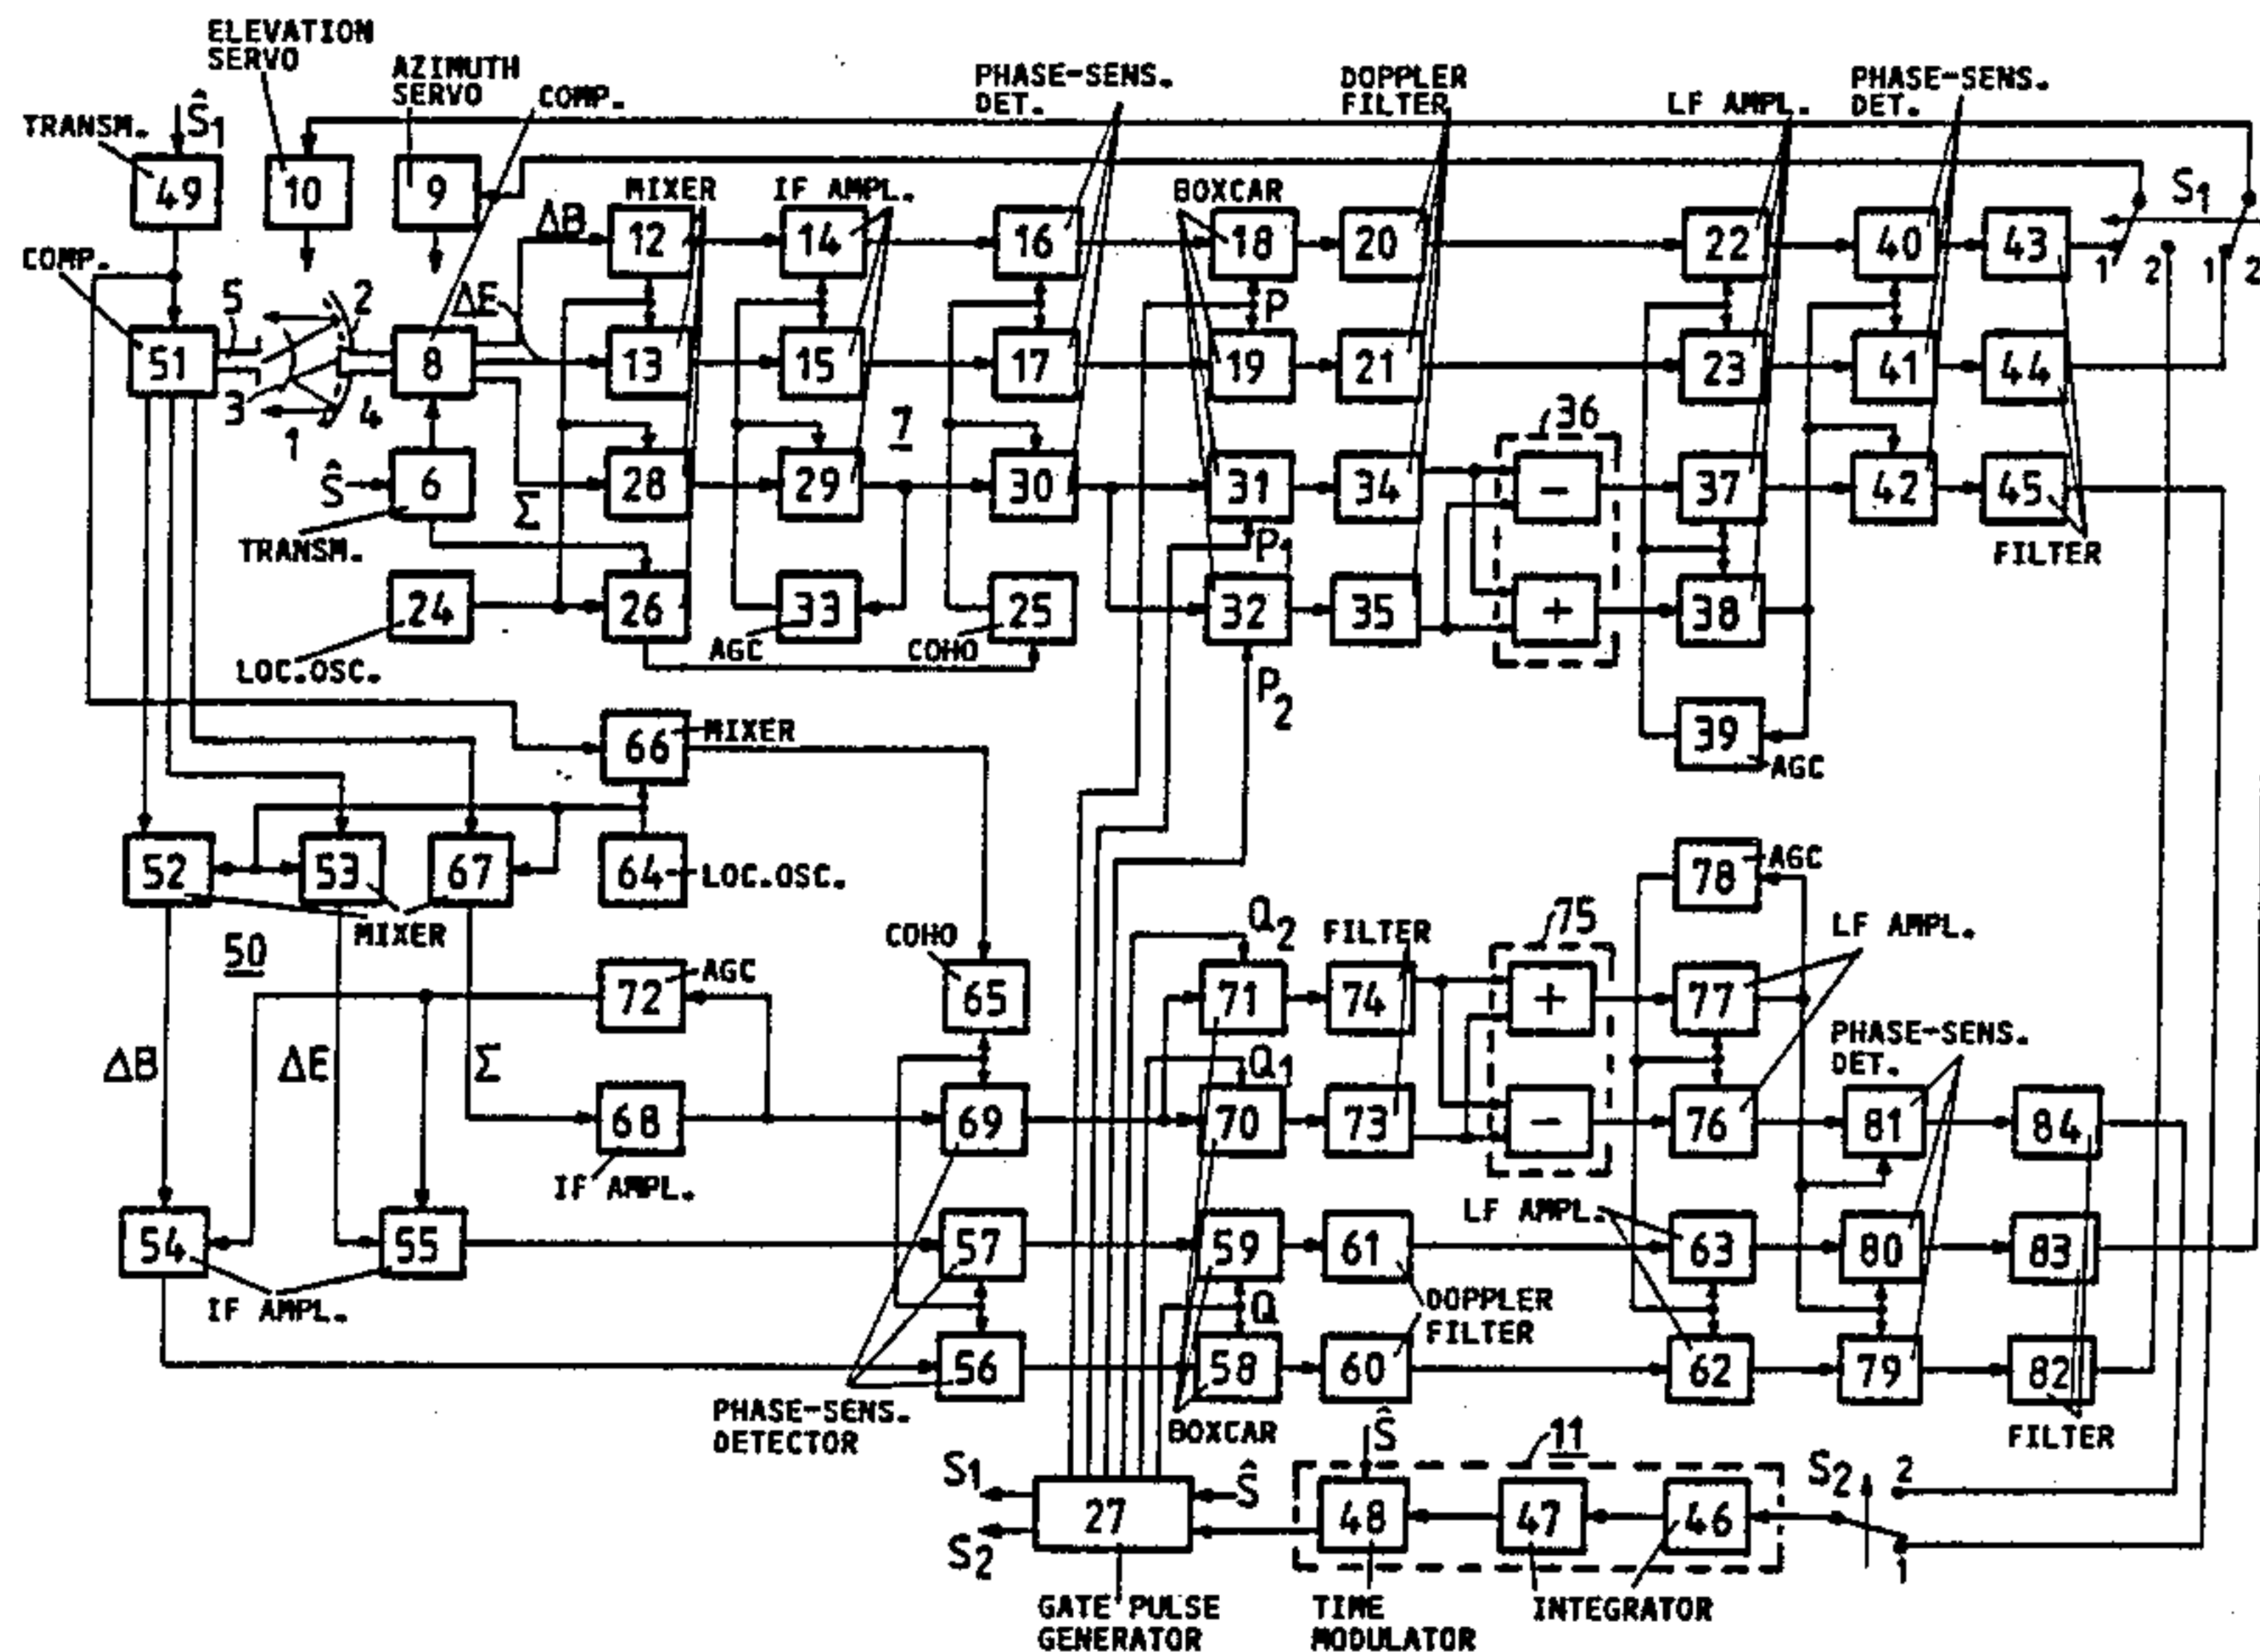 ELEVATION
SERVO
AZIMUTH
SERVO
COMP.
PHASE-SENS.
DET.
DOPPLER
FILTER
LF AMPL.
PHASE-SENS.
DET.
TRANSM.
Ŝ1
49
10
9
MIXER
IF AMPL.
BOXCAR
S1
ΔB
12
14
16
18
20
22
40
43
1
2
1
2
COMP.
5
2
ΔE
P
51
8
13
15
17
19
21
23
41
44
3
1
4
7
36
Ŝ
6
Σ
28
29
30
31
34
-
37
42
45
TRANSM.
P1
FILTER
24
26
33
25
32
35
+
38
LOC.OSC.
AGC
COHO
P2
66
MIXER
39
AGC
52
53
67
64
LOC.OSC.
78
AGC
MIXER
50
COHO
Q2
FILTER
75
LF AMPL.
72
AGC
65
71
74
+
77
ΔB
ΔE
Σ
Q1
PHASE-SENS.
DET.
68
69
70
73
-
76
81
84
IF AMPL.
LF AMPL.
54
55
57
59
61
63
80
83
IF AMPL.
Q
DOPPLER
FILTER
56
58
60
62
79
82
PHASE-SENS.
DETECTOR
BOXCAR
FILTER
Ŝ
11
S1
S2
27
Ŝ
48
47
46
S2
2
1
GATE PULSE
GENERATOR
TIME
MODULATOR
INTEGRATOR